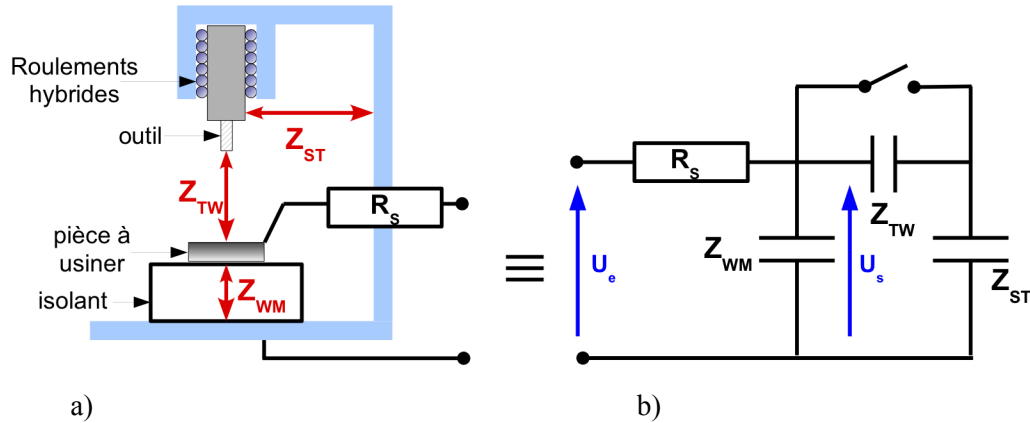 Roulements
hybrides
outil
Z_ST
Z_TW
R_S
pièce à
usiner
isolant
Z_WM
a)
≡
R_S
Z_TW
Z_WM
U_e
U_s
Z_ST
b)